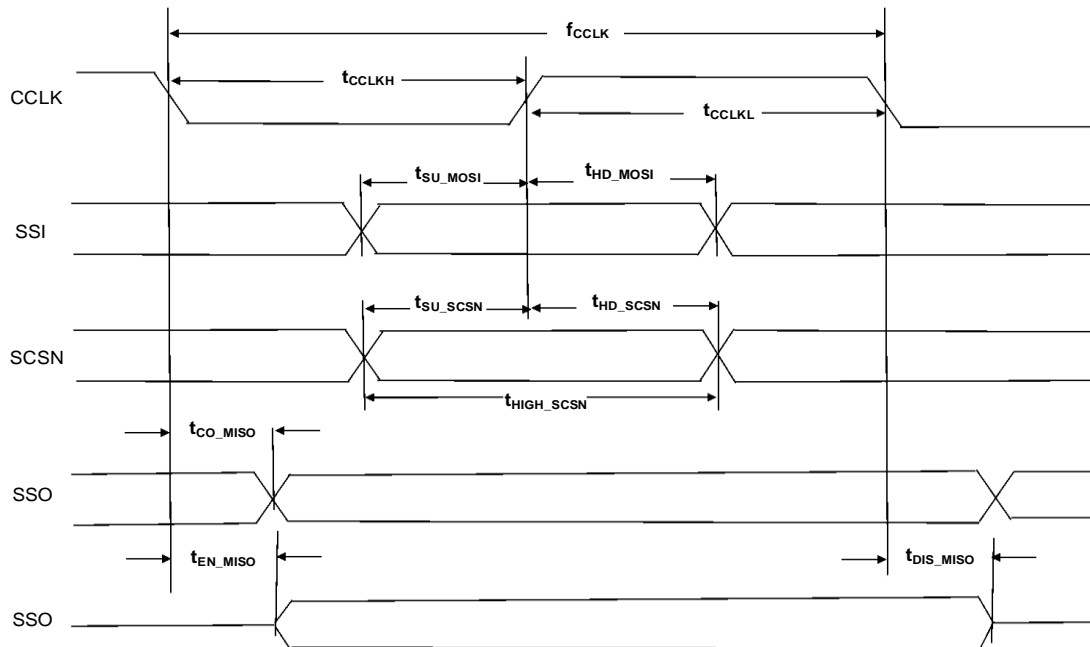 fCCLK
tCCLKH
CCLK
tCCLKL
tSU_MOSI
tHD_MOSI
SSI
tSU_SCSN
tHD_SCSN
SCSN
tHIGH_SCSN
tCO_MISO
SSO
tEN_MISO
tDIS_MISO
SSO